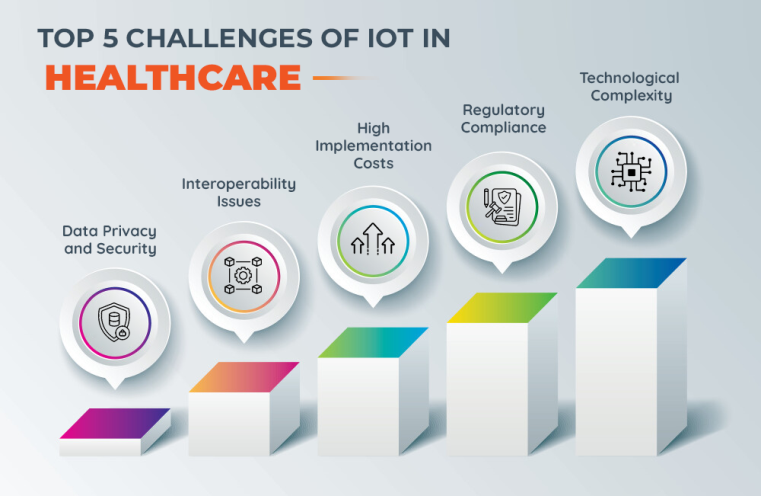 TOP 5 CHALLENGES OF IOT IN
HEALTHCARE
Data Privacy
and Security
Interoperability
Issues
High
Implementation
Costs
Regulatory
Compliance
Technological
Complexity